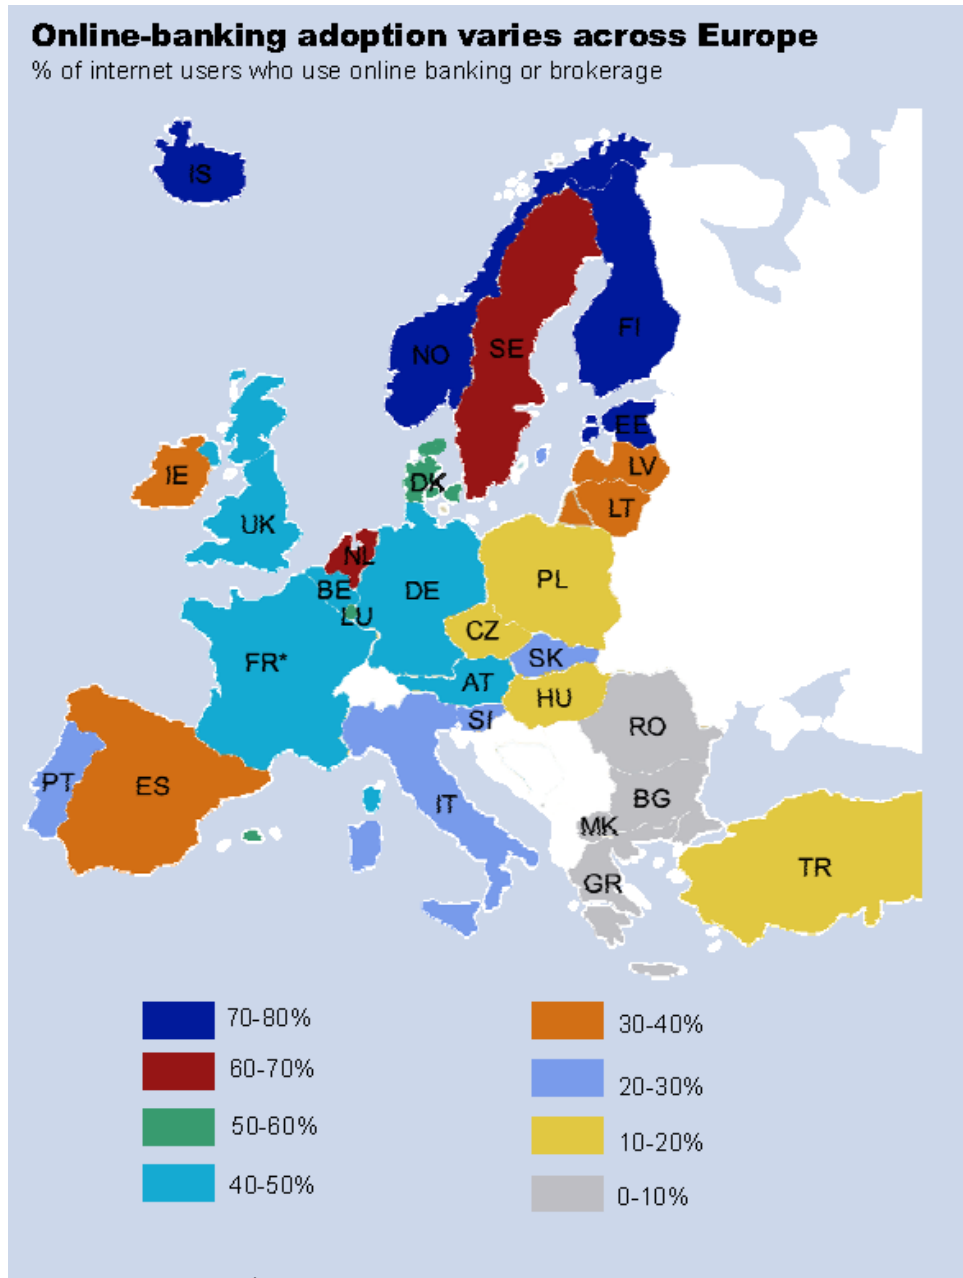 Online-banking adoption varies across Europe
% of internet users who use online banking or brokerage
IS
FI
NO
SE
EE
LV
IE
DK
LT
UK
NL
PL
BE
DE
LU
CZ
FR*
SK
AT
HU
SI
RO
PT
ES
IT
BG
MK
TR
GR
70-80%
60-70%
50-60%
40-50%
30-40%
20-30%
10-20%
0-10%